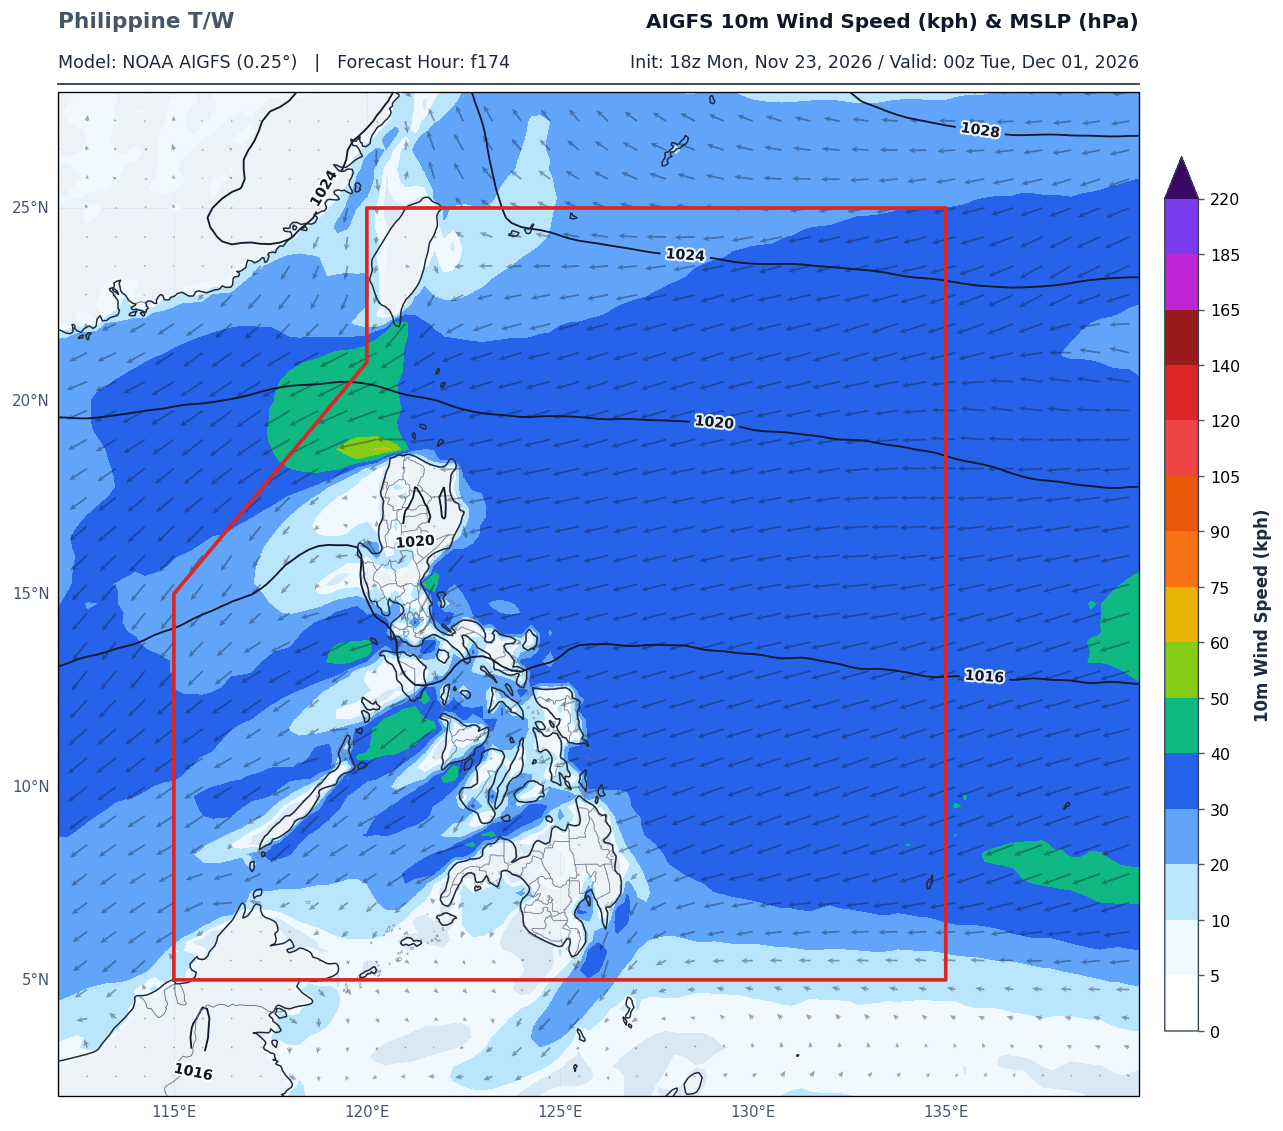 Philippine T/W
AIGFS 10m Wind Speed (kph) & MSLP (hPa)
Model: NOAA AIGFS (0.25°) | Forecast Hour: f174
Init: 18z Mon, Nov 23, 2026 / Valid: 00z Tue, Dec 01, 2026
1028
1024
1024
1020
1020
1016
1016
25°N
20°N
15°N
10°N
5°N
115°E
120°E
125°E
130°E
135°E
220
185
165
140
120
105
90
75
60
50
40
30
20
10
5
0
10m Wind Speed (kph)